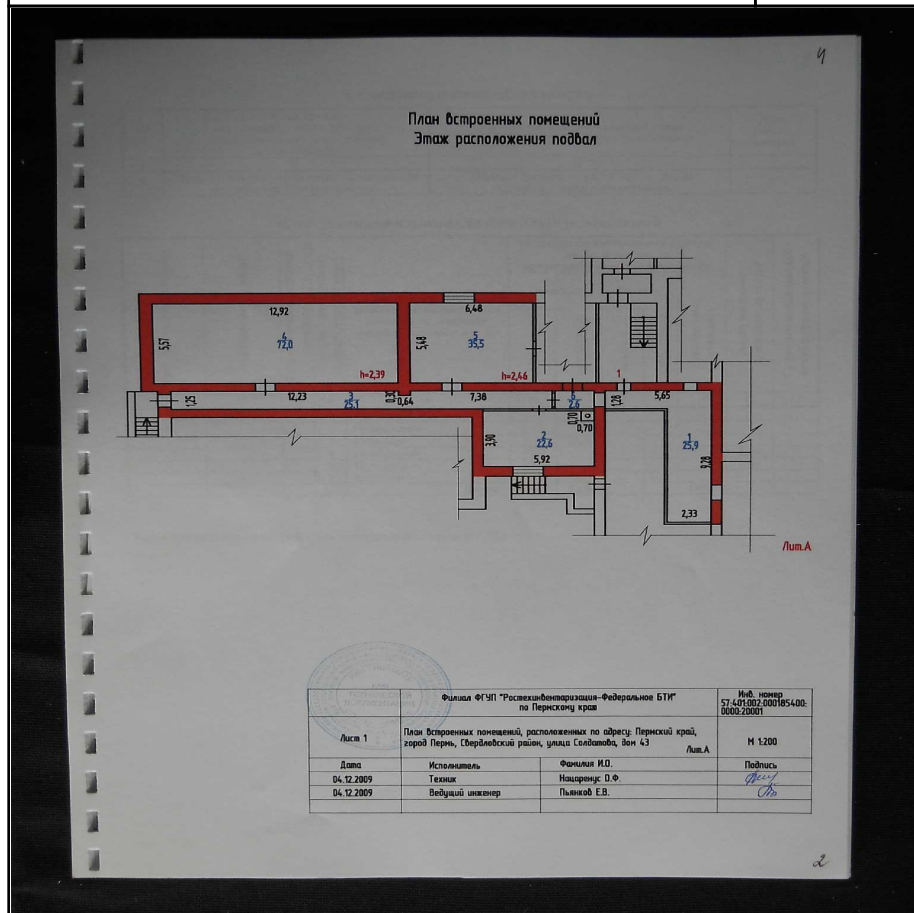 4
План встроенных помещений
Этаж расположения подвал
12,92
6,48
5,57
4
72,0
5,48
5
35,5
h=2,39
h=2,46
1
1,25
12,23
3
25,1
0,30
0,64
7,38
6
2,6
1,28
5,65
0,70
0,70
3,90
2
22,6
5,92
1
25,9
9,28
2,33
Лит.А
Филиал ФГУП "Ростехинвентаризация-Федеральное БТИ"
по Пермскому краю
Инв. номер
57:401:002:000185400:
0000:20001
Лист 1
План встроенных помещений, расположенных по адресу: Пермский край,
город Пермь, Свердловский район, улица Солдатова, дом 43
Лит.А
М 1:200
Дата Исполнитель Фамилия И.О. Подпись
04.12.2009 Техник Нацаренус О.Ф.
04.12.2009 Ведущий инженер Пьянков Е.В.
2